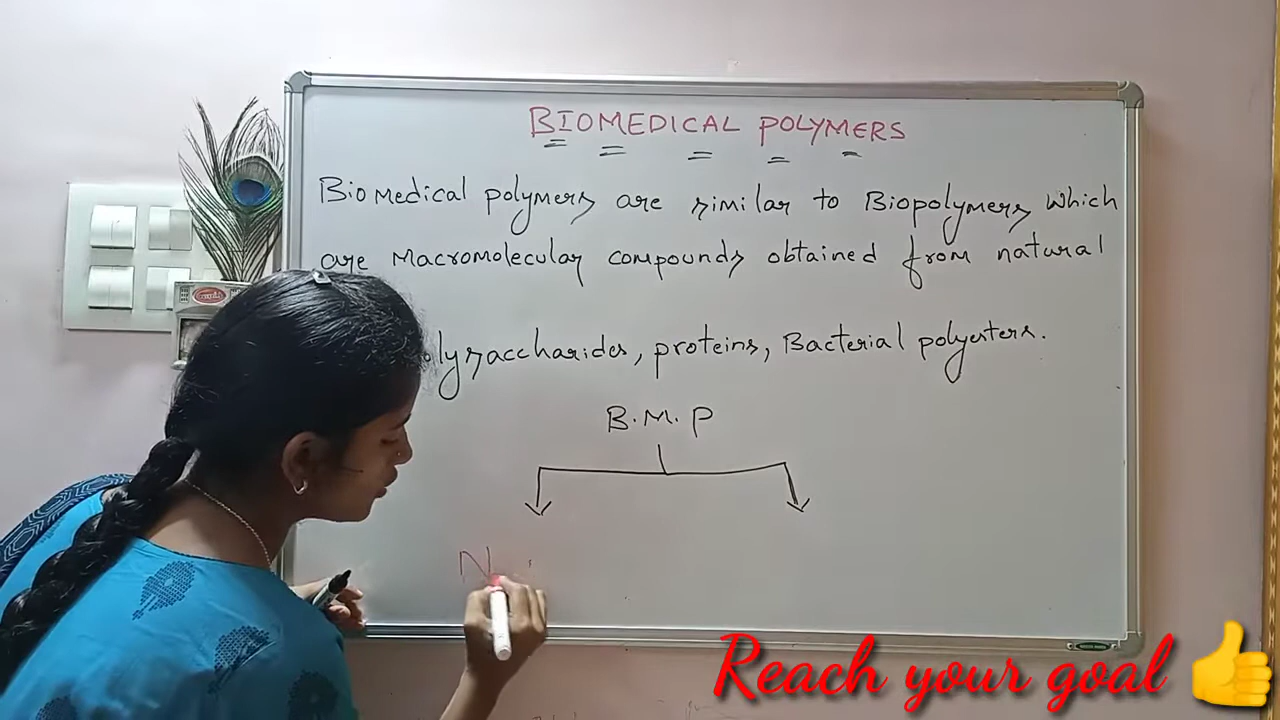 BIOMEDICAL POLYMERS
Biomedical polymers are similar to Biopolymers which
are Macromolecular compounds obtained from natural
olysaccharides, proteins, Bacterial polyesters.
B.M.P
N
Reach your goal